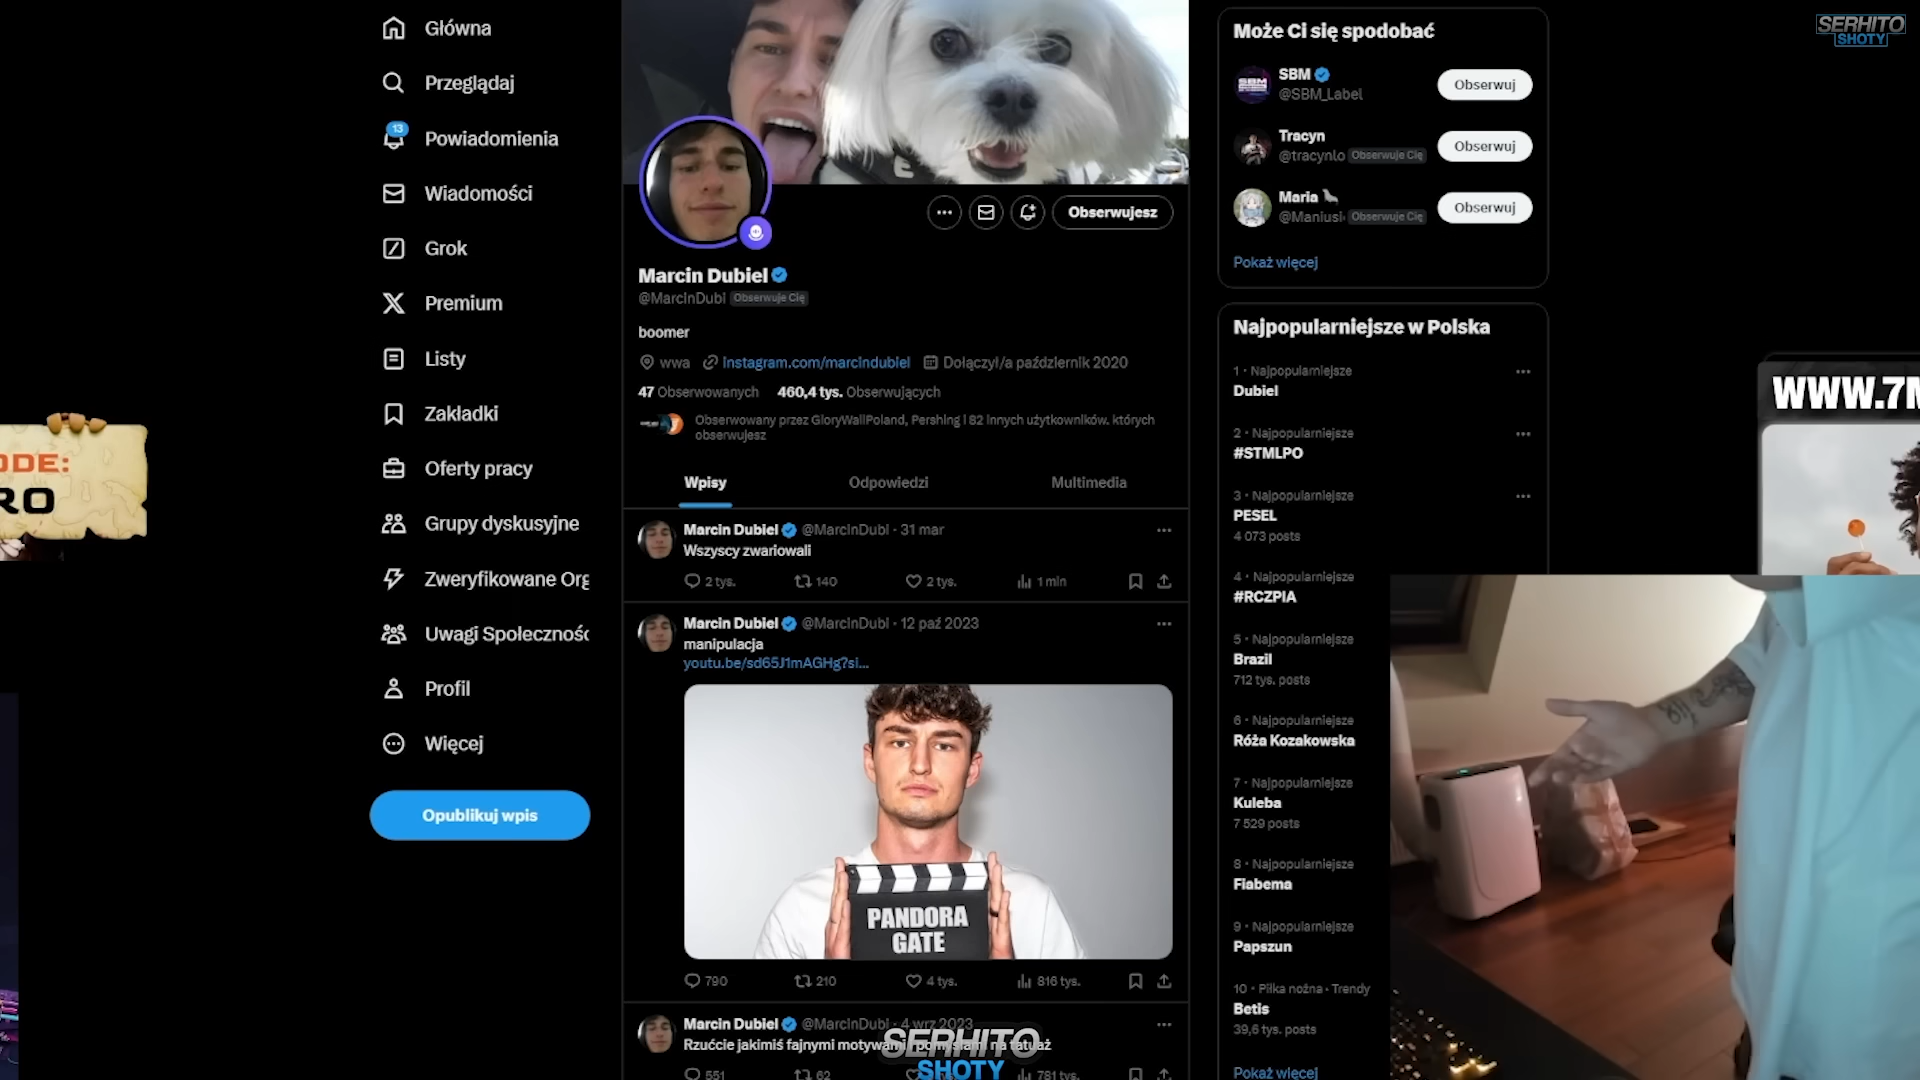 Główna
Przeglądaj
13
Powiadomienia
Wiadomości
Grok
Premium
Listy
Zakładki
Oferty pracy
Grupy dyskusyjne
Zweryfikowane Org
Uwagi Społecznośc
Profil
Więcej
Opublikuj wpis
ODE:
RO
Obserwujesz
Marcin Dubiel
@MarcinDubi Obserwuje Cię
boomer
wwa instagram.com/marcindubiel Dołączył/a październik 2020
47 Obserwowanych 460,4 tys. Obserwujących
Obserwowany przez GloryWallPoland, Pershing i 82 innych użytkowników, których
obserwujesz
Wpisy Odpowiedzi Multimedia
Marcin Dubiel @MarcinDubi · 31 mar
Wszyscy zwariowali
2 tys. 140 2 tys. 1 mln
Marcin Dubiel @MarcinDubi · 12 paź 2023
manipulacja
youtu.be/sd65J1mAGHg?si...
PANDORA
GATE
790 210 4 tys. 816 tys.
Marcin Dubiel @MarcinDubi · 4 wrz 2023
Rzućcie jakimiś fajnymi motywami, pomysłami na tatuaż
551 62 781 tys.
SERHITO
SHOTY
Może Ci się spodobać
SBM
@SBM_Label
Obserwuj
Tracyn
@tracynlo Obserwuje Cię
Obserwuj
Maria
@Maniusi Obserwuje Cię
Obserwuj
Pokaż więcej
Najpopularniejsze w Polska
1 · Najpopularniejsze
Dubiel
2 · Najpopularniejsze
#STMLPO
3 · Najpopularniejsze
PESEL
4 073 posts
4 · Najpopularniejsze
#RCZPIA
5 · Najpopularniejsze
Brazil
712 tys. posts
6 · Najpopularniejsze
Róża Kozakowska
7 · Najpopularniejsze
Kuleba
7 529 posts
8 · Najpopularniejsze
Fiabema
9 · Najpopularniejsze
Papszun
10 · Piłka nożna · Trendy
Betis
39,6 tys. posts
Pokaż więcej
SERHITO
SHOTY
WWW.7M